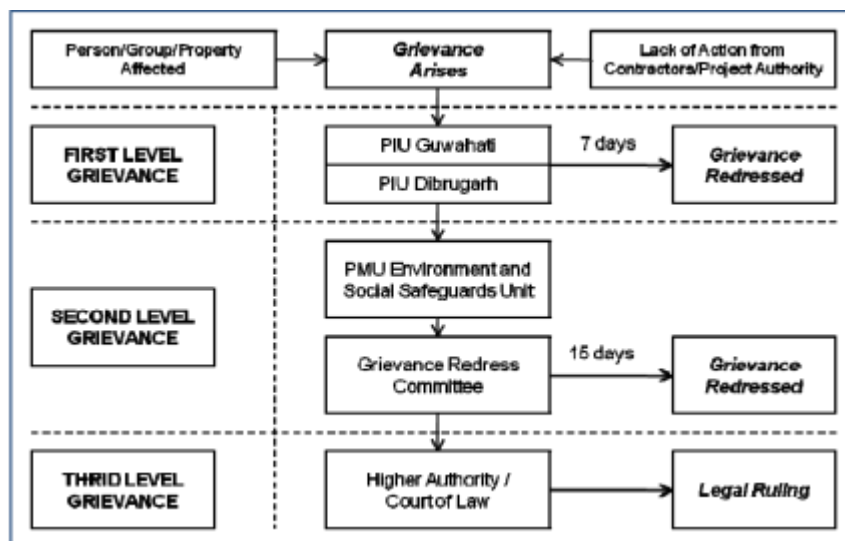 Person/Group/Property
Affected
Grievance
Arises
Lack of Action from
Contractors/Project Authority
FIRST LEVEL
GRIEVANCE
PIU Guwahati
PIU Dibrugarh
7 days
Grievance
Redressed
SECOND LEVEL
GRIEVANCE
PMU Environment and
Social Safeguards Unit
Grievance Redress
Committee
15 days
Grievance
Redressed
THRID LEVEL
GRIEVANCE
Higher Authority /
Court of Law
Legal Ruling